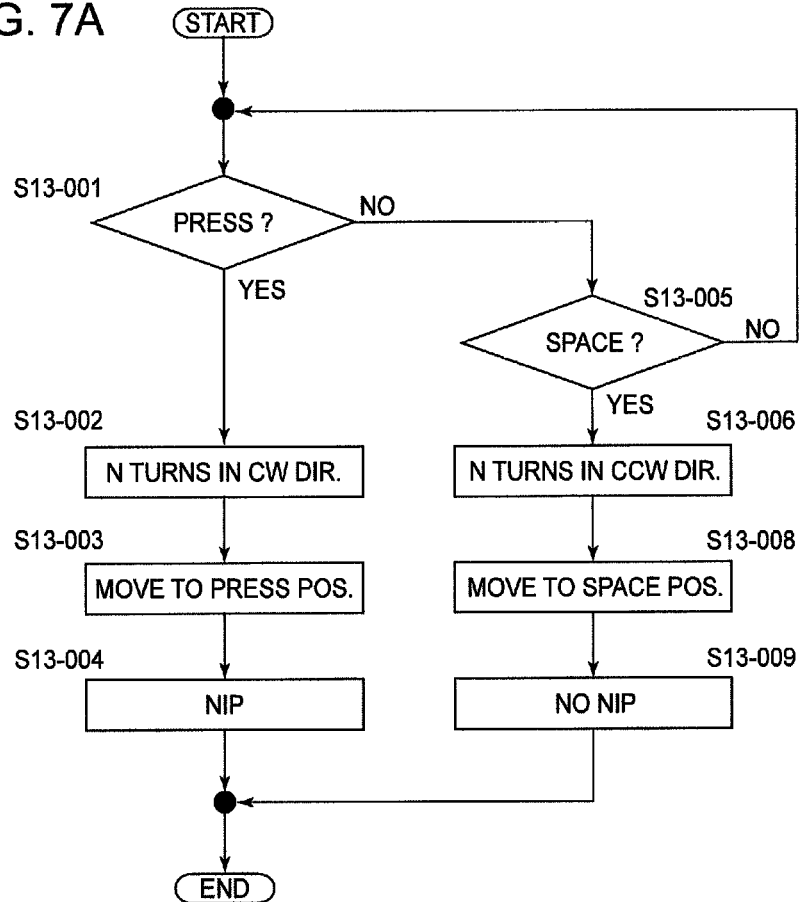 G. 7A
START
S13-001
PRESS ?
NO
YES
S13-005
SPACE ?
NO
YES
S13-002
N TURNS IN CW DIR.
S13-006
N TURNS IN CCW DIR.
S13-003
MOVE TO PRESS POS.
S13-008
MOVE TO SPACE POS.
S13-004
NIP
S13-009
NO NIP
END